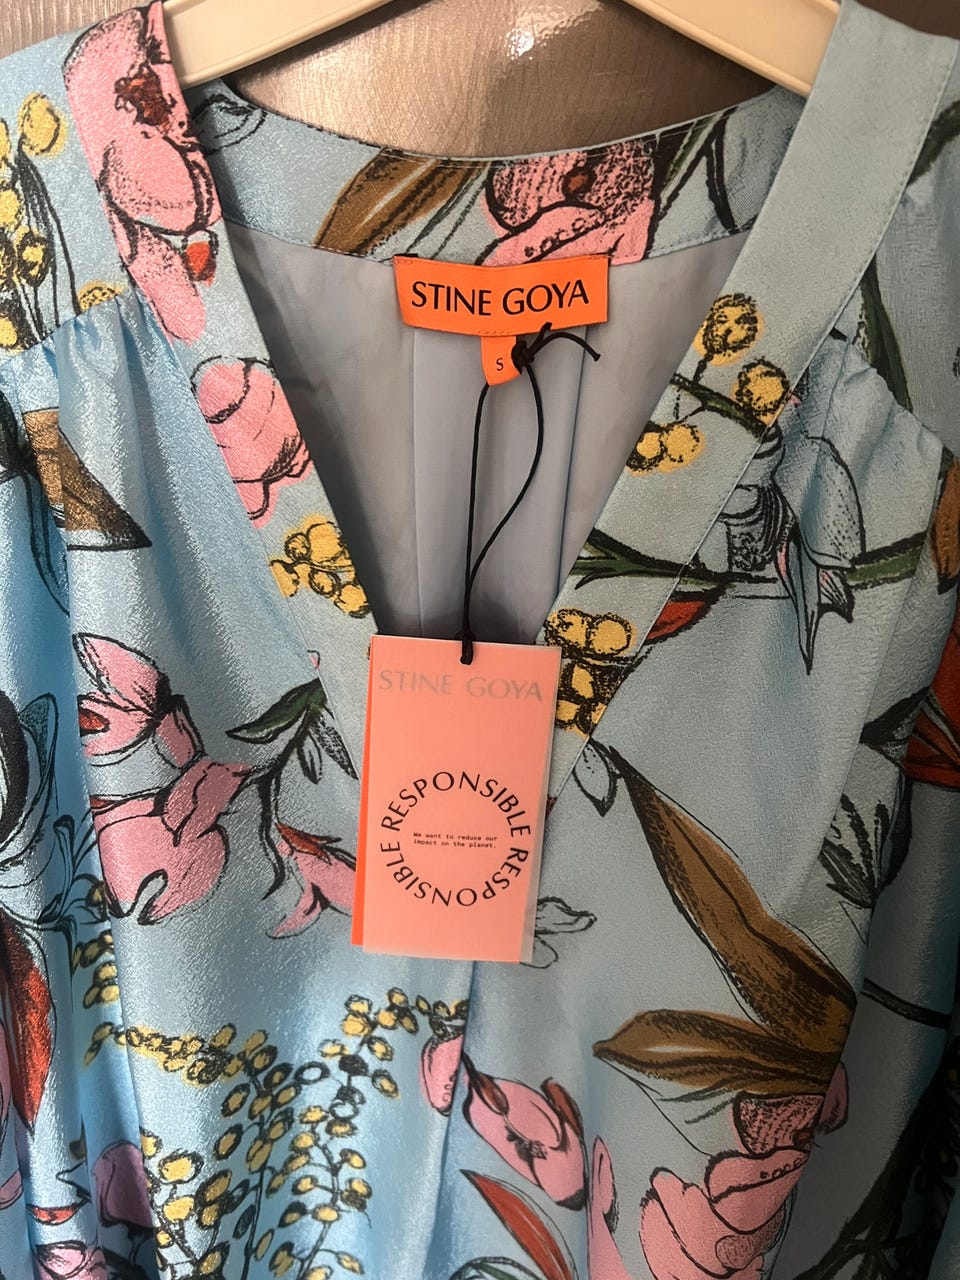 STINE GOYA
S
STINE GOYA
RESPONSIBLE RESPONSIBLE
We want to reduce our
impact on the planet.